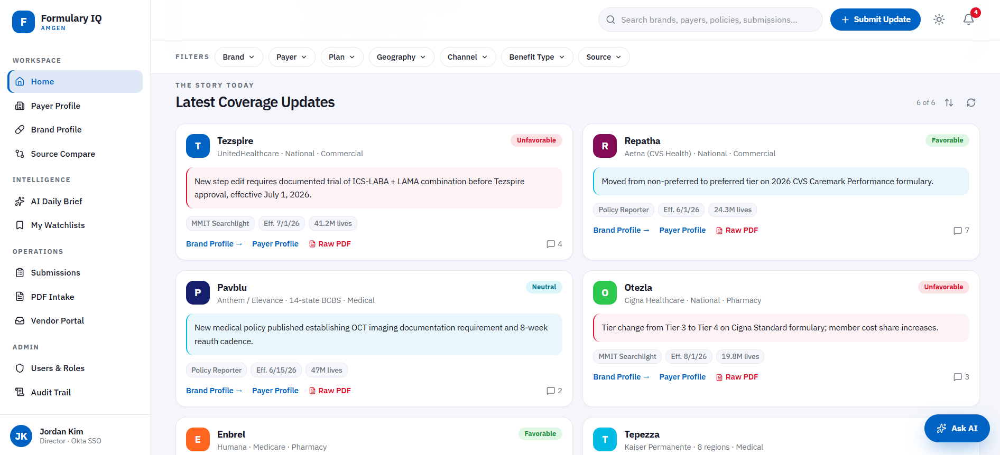 F
Formulary IQ
AMGEN
WORKSPACE
Home
Payer Profile
Brand Profile
Source Compare
INTELLIGENCE
AI Daily Brief
My Watchlists
OPERATIONS
Submissions
PDF Intake
Vendor Portal
ADMIN
Users & Roles
Audit Trail
JK
Jordan Kim
Director · Okta SSO
Search brands, payers, policies, submissions...
+ Submit Update
4
FILTERS
Brand
Payer
Plan
Geography
Channel
Benefit Type
Source
THE STORY TODAY
Latest Coverage Updates
6 of 6
T
Tezspire
Unfavorable
UnitedHealthcare · National · Commercial
New step edit requires documented trial of ICS-LABA + LAMA combination before Tezspire
approval, effective July 1, 2026.
MMIT Searchlight
Eff. 7/1/26
41.2M lives
Brand Profile →
Payer Profile
Raw PDF
4
R
Repatha
Favorable
Aetna (CVS Health) · National · Commercial
Moved from non-preferred to preferred tier on 2026 CVS Caremark Performance formulary.
Policy Reporter
Eff. 6/1/26
24.3M lives
Brand Profile →
Payer Profile
Raw PDF
7
P
Pavblu
Neutral
Anthem / Elevance · 14-state BCBS · Medical
New medical policy published establishing OCT imaging documentation requirement and 8-week
reauth cadence.
Policy Reporter
Eff. 6/15/26
47M lives
Brand Profile →
Payer Profile
Raw PDF
2
O
Otezla
Unfavorable
Cigna Healthcare · National · Pharmacy
Tier change from Tier 3 to Tier 4 on Cigna Standard formulary; member cost share increases.
MMIT Searchlight
Eff. 8/1/26
19.8M lives
Brand Profile →
Payer Profile
Raw PDF
3
E
Enbrel
Favorable
Humana · Medicare · Pharmacy
T
Tepezza
Kaiser Permanente · 8 regions · Medical
Ask AI